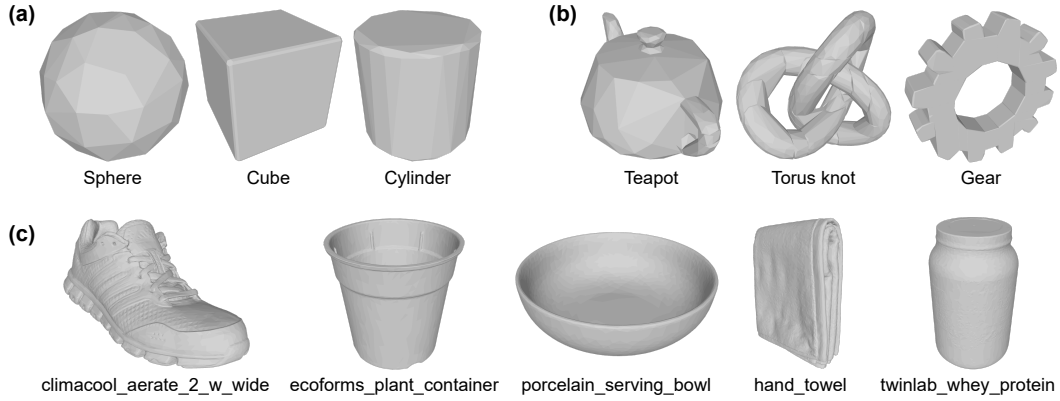 (a)
(b)
Sphere
Cube
Cylinder
Teapot
Torus knot
Gear
(c)
climacool_aerate_2_w_wide
ecoforms_plant_container
porcelain_serving_bowl
hand_towel
twinlab_whey_protein